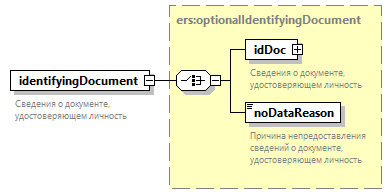 ers:optionalIdentifyingDocument
idDoc
Сведения о документе,
удостоверяющем личность
identifyingDocument
Сведения о документе,
удостоверяющем личность
noDataReason
Причина непредоставления
сведений о документе,
удостоверяющем личность